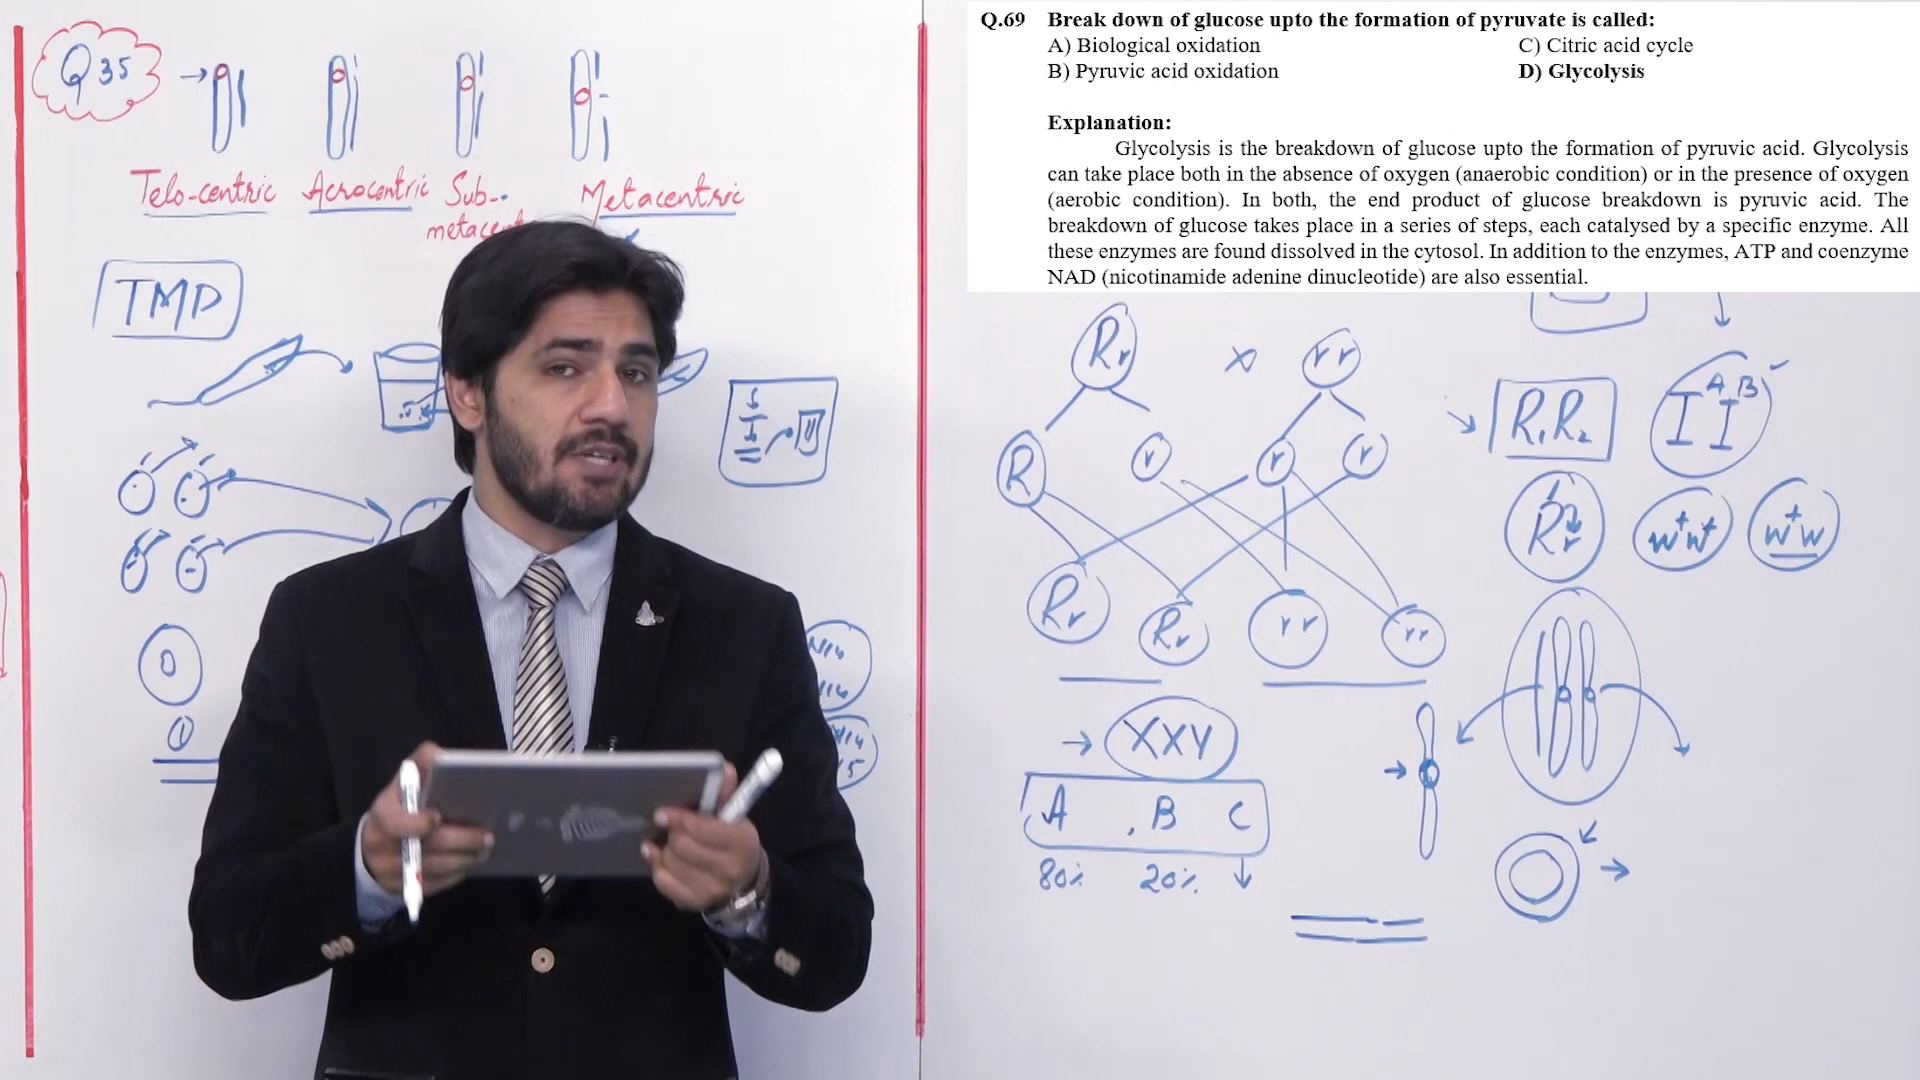 Q.69 Break down of glucose upto the formation of pyruvate is called:
A) Biological oxidation
C) Citric acid cycle
B) Pyruvic acid oxidation
D) Glycolysis
Explanation:
Glycolysis is the breakdown of glucose upto the formation of pyruvic acid. Glycolysis
can take place both in the absence of oxygen (anaerobic condition) or in the presence of oxygen
(aerobic condition). In both, the end product of glucose breakdown is pyruvic acid. The
breakdown of glucose takes place in a series of steps, each catalysed by a specific enzyme. All
these enzymes are found dissolved in the cytosol. In addition to the enzymes, ATP and coenzyme
NAD (nicotinamide adenine dinucleotide) are also essential.
Q 35
Telo-centric Acrocentric Sub- Metacentric
TMD
Rr x rr
R r r r
Rr Rr rr rr
R₁R₂ IᴬIᴮ
Rr w⁺w⁺ w⁺w
XXY
A , B C
80% 20%